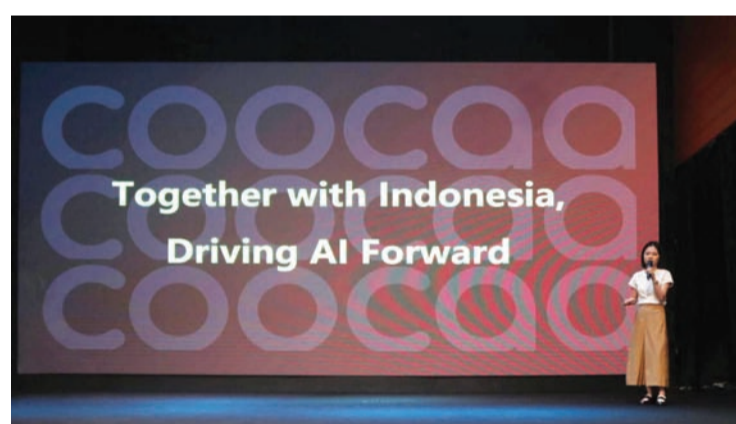 coocaa
Together with Indonesia,
coocaa
Driving AI Forward
coocaa